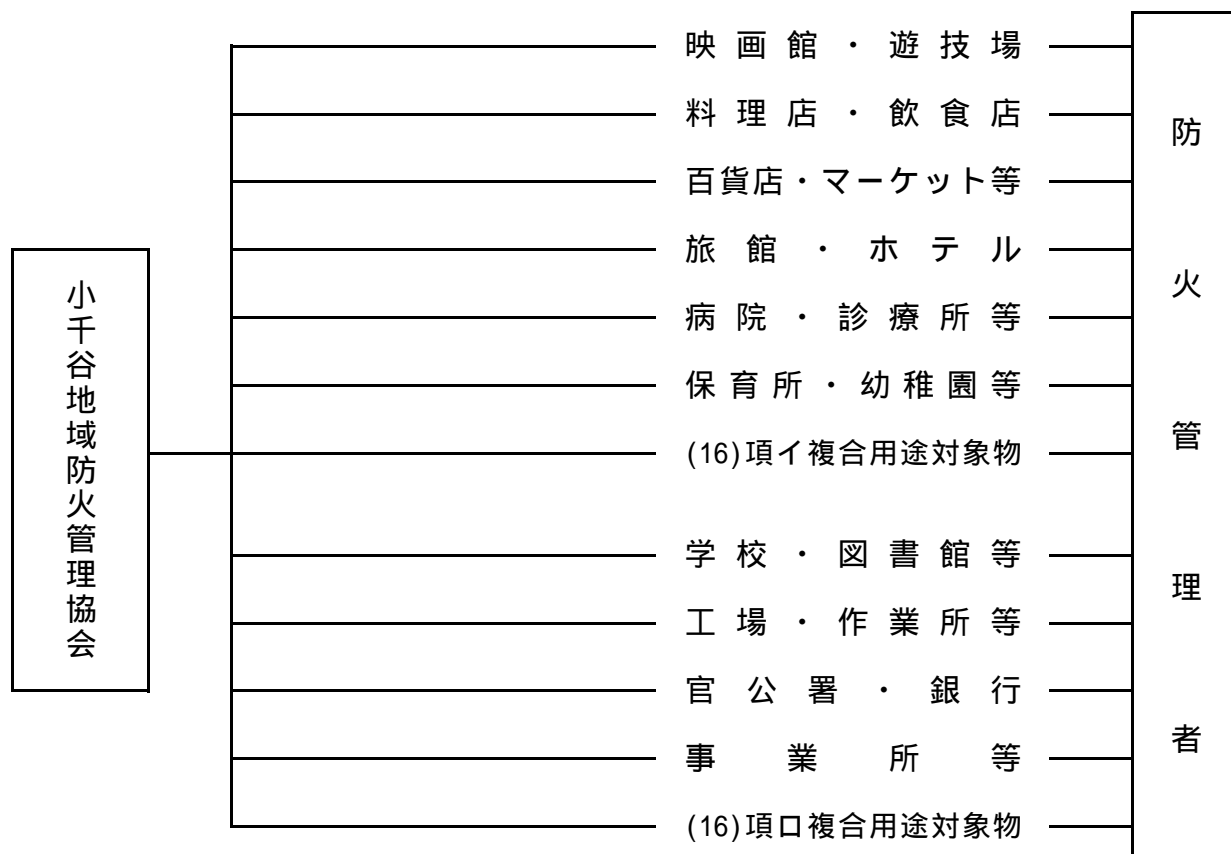 小千谷地域防火管理協会
映画館・遊技場
料理店・飲食店
百貨店・マーケット等
旅館・ホテル
病院・診療所等
保育所・幼稚園等
(16)項イ複合用途対象物
学校・図書館等
工場・作業所等
官公署・銀行
事業所等
(16)項ロ複合用途対象物
防火管理者